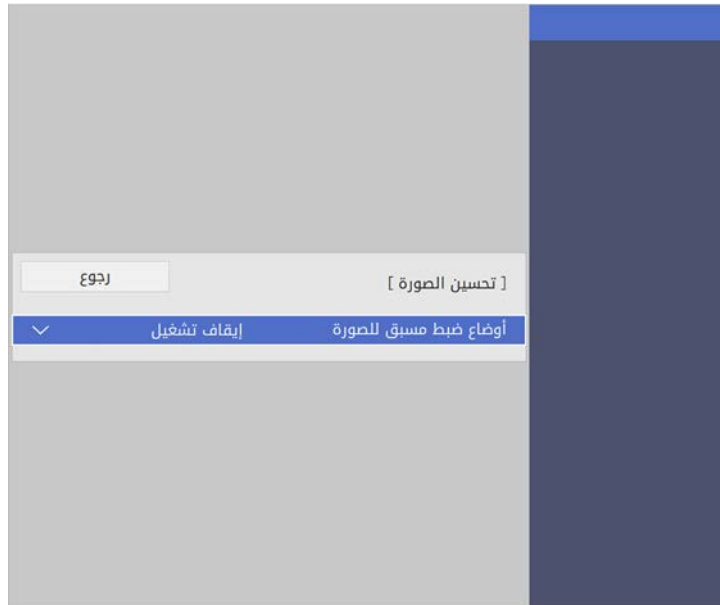 [ تحسين الصورة ]
رجوع
أوضاع ضبط مسبق للصورة إيقاف تشغيل